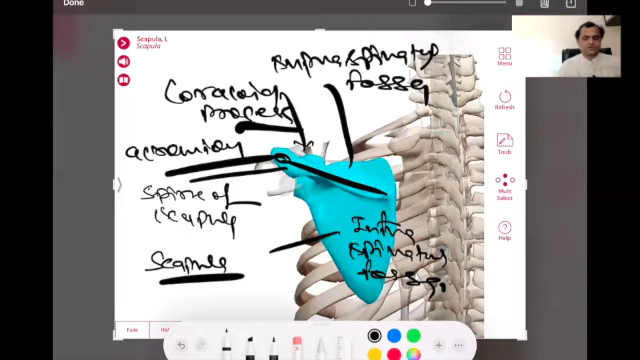 Done
Scapula, L
Scapula
Supraspinatus
fossa
Coracoid
process
acromion
Spine of
scapula
Scapula
Infra
spinatus
fossa
Menu
Refresh
Tools
Multi
Select
Help
Fade